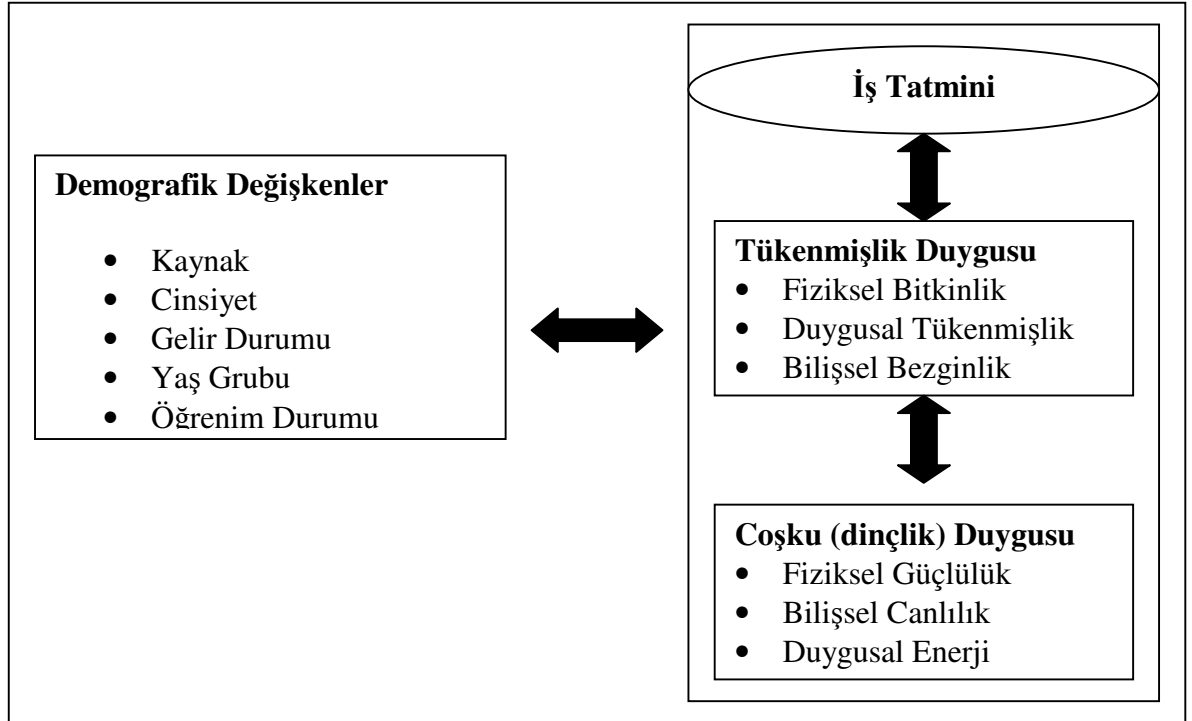 İş Tatmini
Demografik Değişkenler
• Kaynak
• Cinsiyet
• Gelir Durumu
• Yaş Grubu
• Öğrenim Durumu
Tükenmişlik Duygusu
• Fiziksel Bitkinlik
• Duygusal Tükenmişlik
• Bilişsel Bezginlik
Coşku (dinçlik) Duygusu
• Fiziksel Güçlülük
• Bilişsel Canlılık
• Duygusal Enerji